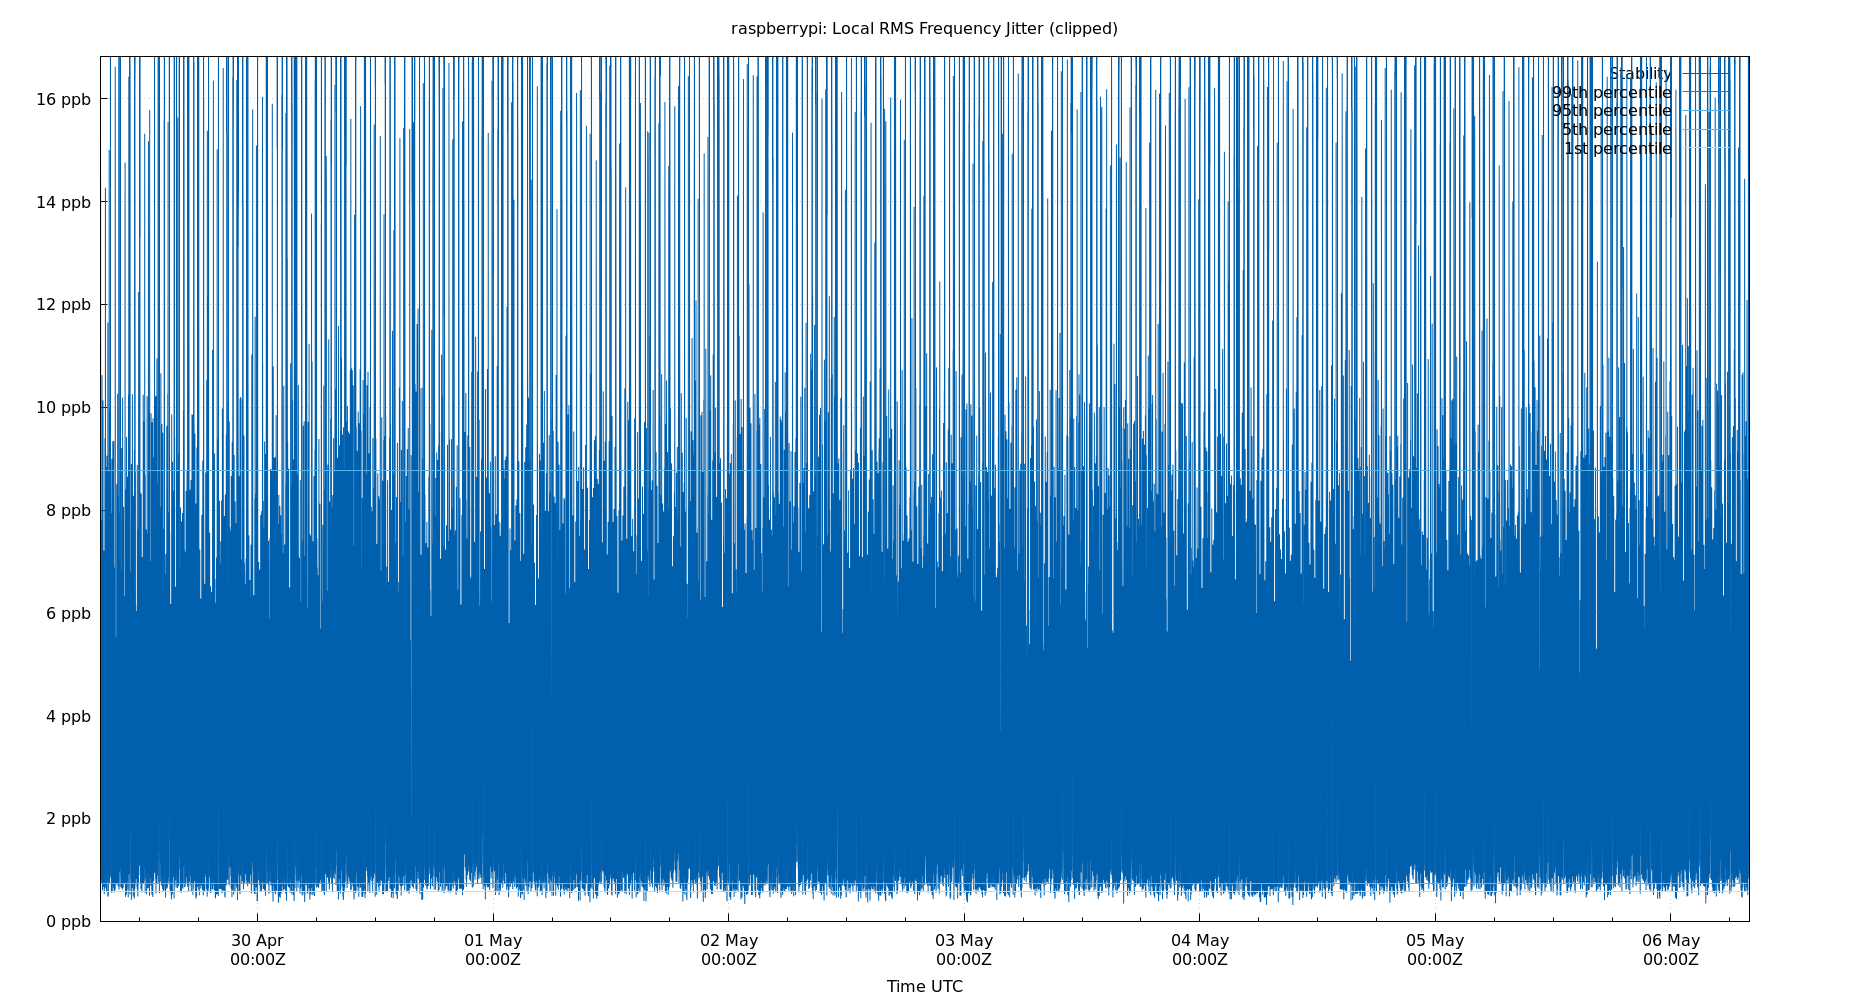 raspberrypi: Local RMS Frequency Jitter (clipped)
Stability
99th percentile
95th percentile
5th percentile
1st percentile
16 ppb
14 ppb
12 ppb
10 ppb
8 ppb
6 ppb
4 ppb
2 ppb
0 ppb
30 Apr 01 May 02 May 03 May 04 May 05 May 06 May
00:00Z 00:00Z 00:00Z 00:00Z 00:00Z 00:00Z 00:00Z
Time UTC